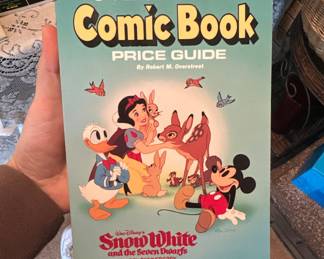 Comic Book
PRICE GUIDE
By Robert M. Overstreet
Walt Disney's
Snow White
and the Seven Dwarfs